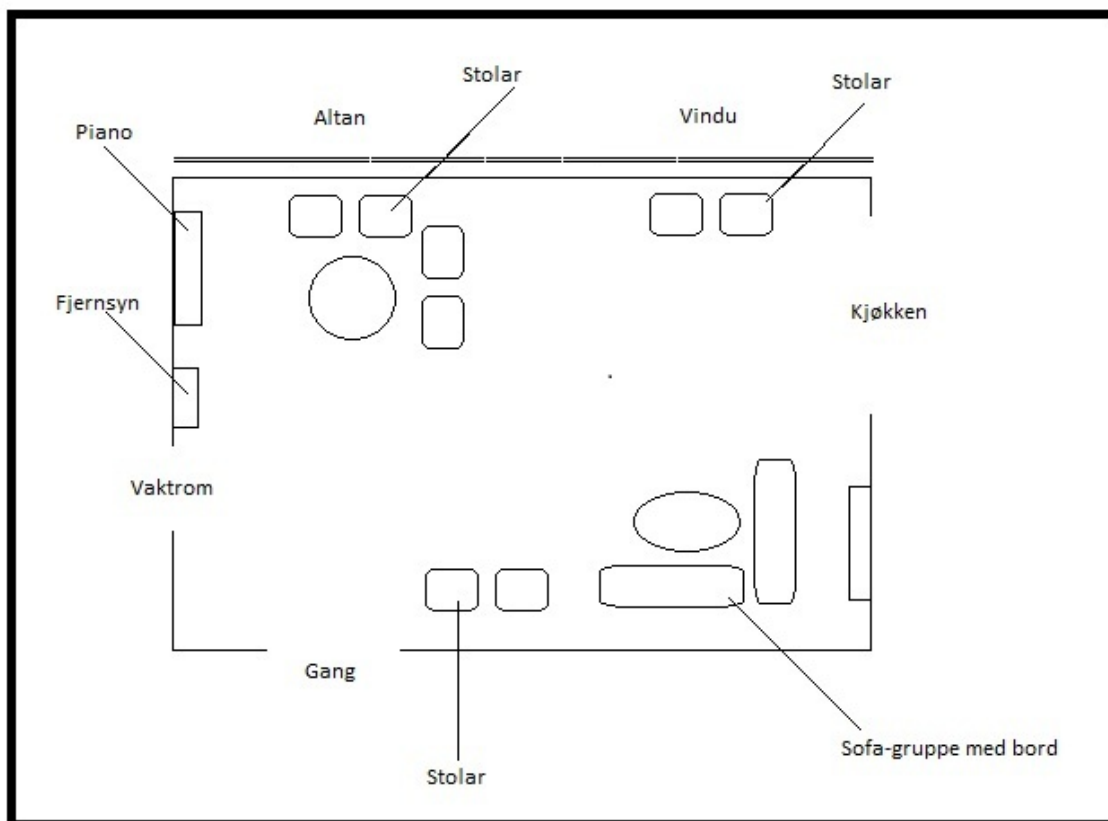 Stolar
Stolar
Altan
Vindu
Piano
Fjernsyn
Kjøkken
Vaktrom
Gang
Sofa-gruppe med bord
Stolar